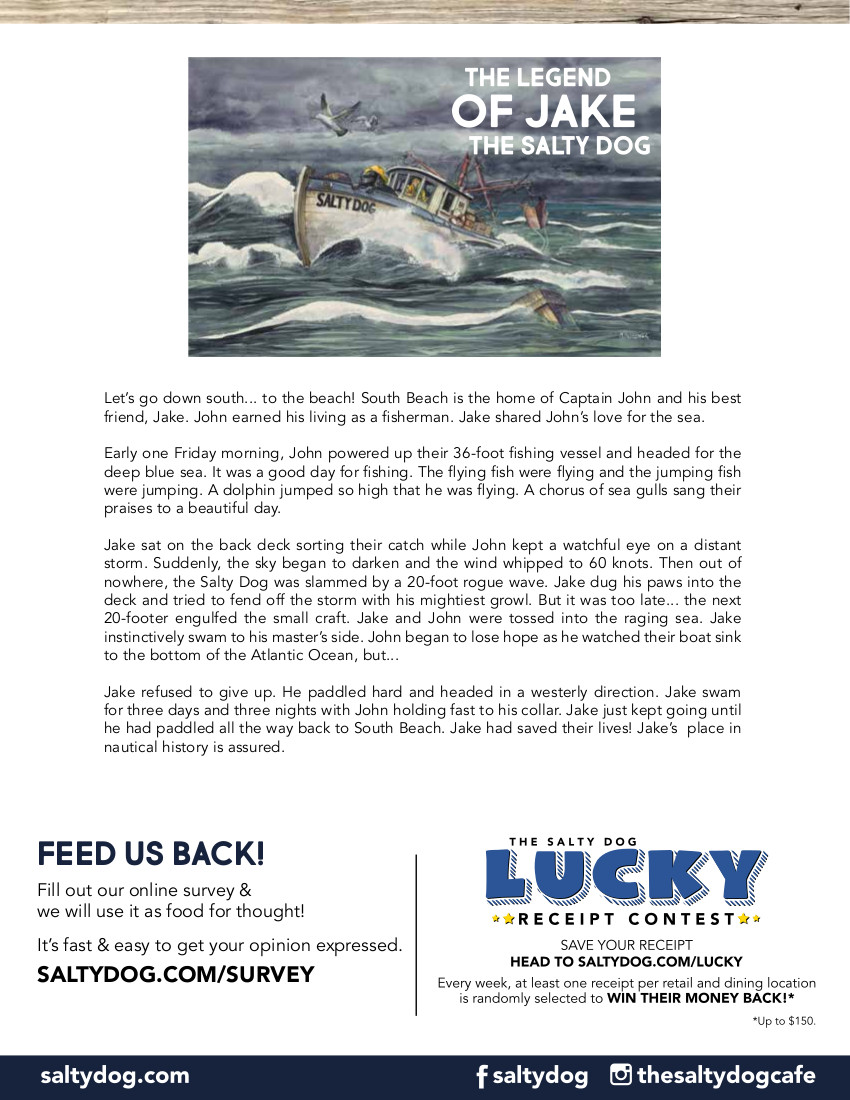 THE LEGEND
OF JAKE
THE SALTY DOG
SALTY DOG
Let's go down south... to the beach! South Beach is the home of Captain John and his best
friend, Jake. John earned his living as a fisherman. Jake shared John's love for the sea.
Early one Friday morning, John powered up their 36-foot fishing vessel and headed for the
deep blue sea. It was a good day for fishing. The flying fish were flying and the jumping fish
were jumping. A dolphin jumped so high that he was flying. A chorus of sea gulls sang their
praises to a beautiful day.
Jake sat on the back deck sorting their catch while John kept a watchful eye on a distant
storm. Suddenly, the sky began to darken and the wind whipped to 60 knots. Then out of
nowhere, the Salty Dog was slammed by a 20-foot rogue wave. Jake dug his paws into the
deck and tried to fend off the storm with his mightiest growl. But it was too late... the next
20-footer engulfed the small craft. Jake and John were tossed into the raging sea. Jake
instinctively swam to his master's side. John began to lose hope as he watched their boat sink
to the bottom of the Atlantic Ocean, but...
Jake refused to give up. He paddled hard and headed in a westerly direction. Jake swam
for three days and three nights with John holding fast to his collar. Jake just kept going until
he had paddled all the way back to South Beach. Jake had saved their lives! Jake's  place in
nautical history is assured.
FEED US BACK!
Fill out our online survey &
we will use it as food for thought!
It's fast & easy to get your opinion expressed.
SALTYDOG.COM/SURVEY
THE SALTY DOG
LUCKY
RECEIPT CONTEST
SAVE YOUR RECEIPT
HEAD TO SALTYDOG.COM/LUCKY
Every week, at least one receipt per retail and dining location
is randomly selected to WIN THEIR MONEY BACK!*
*Up to $150.
saltydog.com
saltydog
thesaltydogcafe